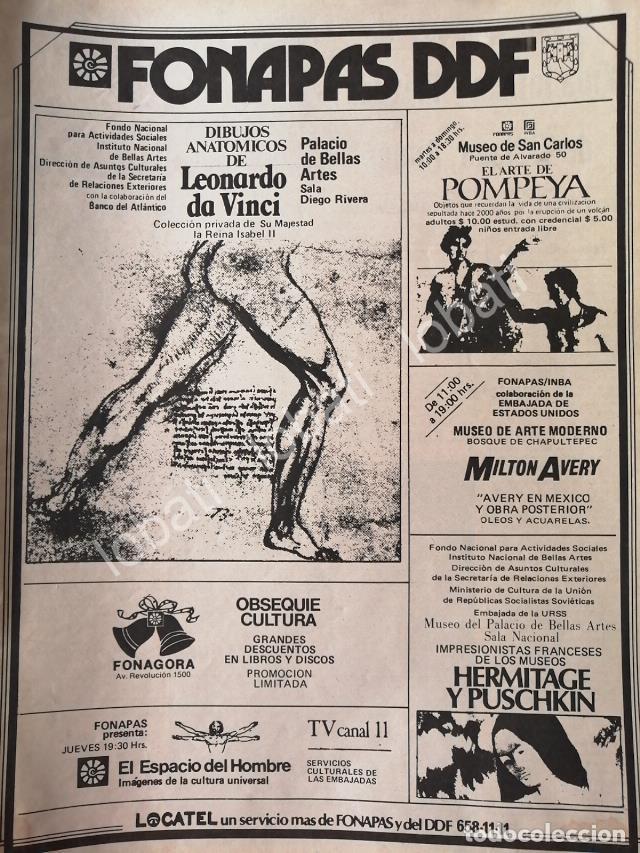 FONAPAS DDF
Fondo Nacional
para Actividades Sociales
Instituto Nacional
de Bellas Artes
Dirección de Asuntos Culturales
de la Secretaría
de Relaciones Exteriores
con la colaboración del
Banco del Atlántico
DIBUJOS
ANATOMICOS
DE
Leonardo
da Vinci
Palacio
de Bellas
Artes
Sala
Diego Rivera
Colección privada de Su Majestad
la Reina Isabel II
martes a domingo,
10:00 a 18:30 hrs.
FONAPAS
INBA
Museo de San Carlos
Puente de Alvarado 50
EL ARTE DE
POMPEYA
Objetos que recuerdan la vida de una civilización
sepultada hace 2000 años por la erupcion de un volcán
adultos $ 10.00 estud. con credencial $ 5.00
niños entrada libre
De 11:00
a 19:00 hrs.
FONAPAS/INBA
colaboración de la
EMBAJADA DE
ESTADOS UNIDOS
MUSEO DE ARTE MODERNO
BOSQUE DE CHAPULTEPEC
MILTON AVERY
"AVERY EN MEXICO
Y OBRA POSTERIOR"
OLEOS Y ACUARELAS.
Fondo Nacional para Actividades Sociales
Instituto Nacional de Bellas Artes
Dirección de Asuntos Culturales
de la Secretaría de Relaciones Exteriores
Ministerio de Cultura de la Unión
de Repúblicas Socialistas Soviéticas
Embajada de la URSS
Museo del Palacio de Bellas Artes
Sala Nacional
IMPRESIONISTAS FRANCESES
DE LOS MUSEOS
HERMITAGE
Y PUSCHKIN
FONAGORA
Av. Revolución 1500
OBSEQUIE
CULTURA
GRANDES
DESCUENTOS
EN LIBROS Y DISCOS
PROMOCION
LIMITADA
FONAPAS
presenta:
JUEVES 19:30 Hrs.
TV canal 11
El Espacio del Hombre
Imágenes de la cultura universal
SERVICIOS
CULTURALES DE
LAS EMBAJADAS
LOCATEL un servicio mas de FONAPAS y del DDF 658-1111
lobati lobati lobati lobati
todocoleccion